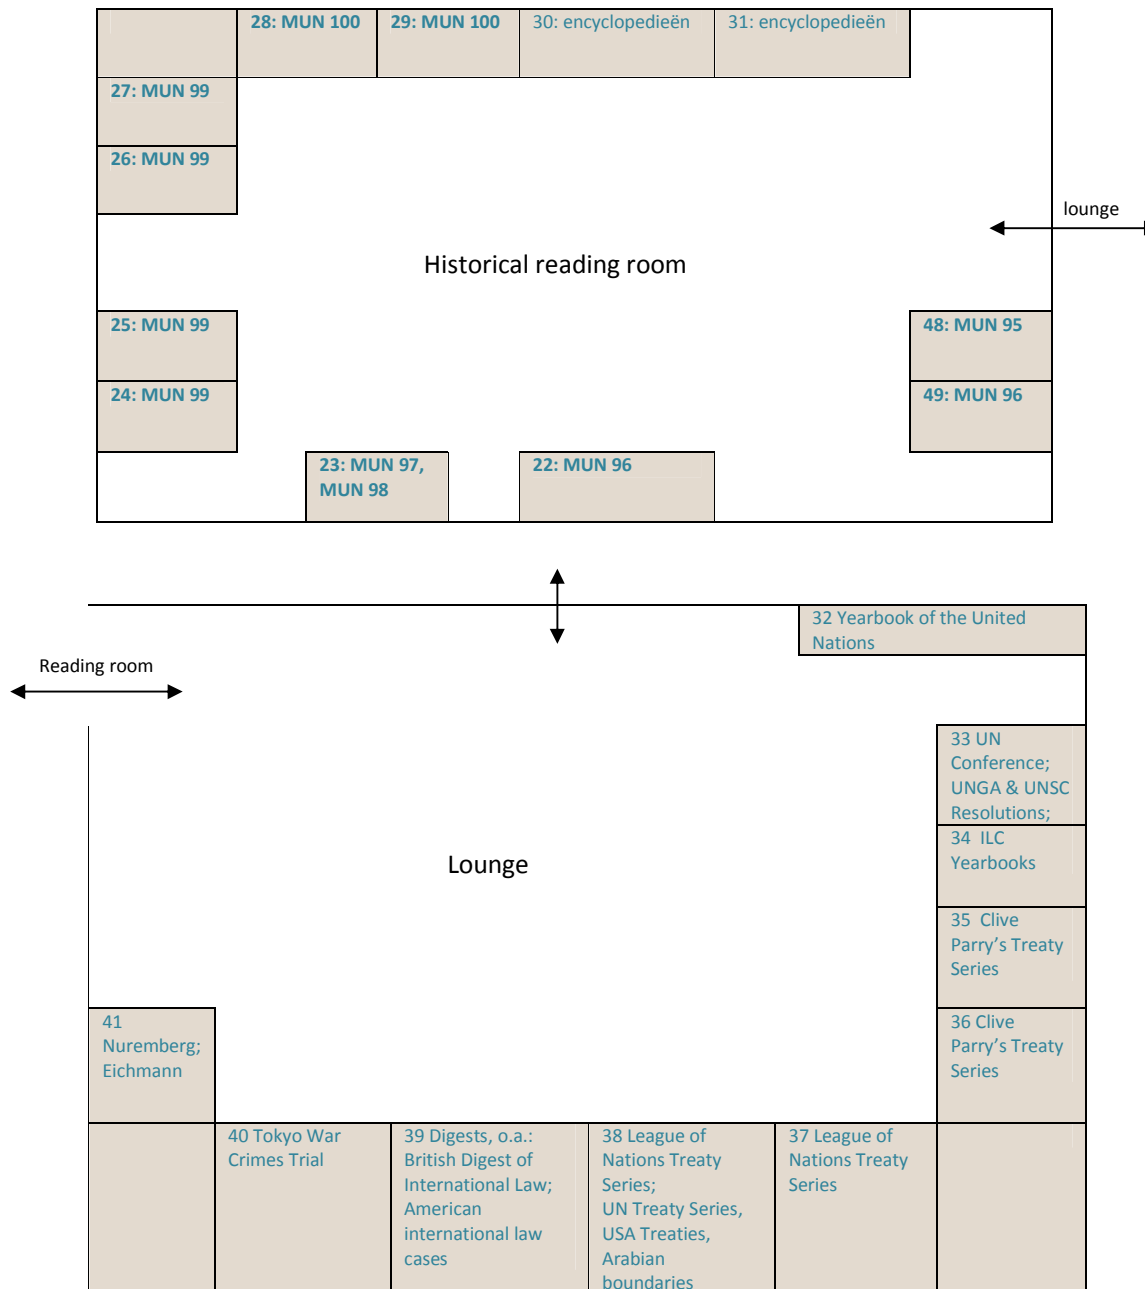 28: MUN 100
29: MUN 100
30: encyclopedieën
31: encyclopedieën
27: MUN 99
26: MUN 99
lounge
Historical reading room
25: MUN 99
48: MUN 95
24: MUN 99
49: MUN 96
23: MUN 97,
MUN 98
22: MUN 96
32 Yearbook of the United
Nations
Reading room
33 UN
Conference;
UNGA & UNSC
Resolutions;
34 ILC
Yearbooks
Lounge
35 Clive
Parry’s Treaty
Series
36 Clive
Parry’s Treaty
Series
41
Nuremberg;
Eichmann
40 Tokyo War
Crimes Trial
39 Digests, o.a.:
British Digest of
International Law;
American
international law
cases
38 League of
Nations Treaty
Series;
UN Treaty Series,
USA Treaties,
Arabian
boundaries
37 League of
Nations Treaty
Series